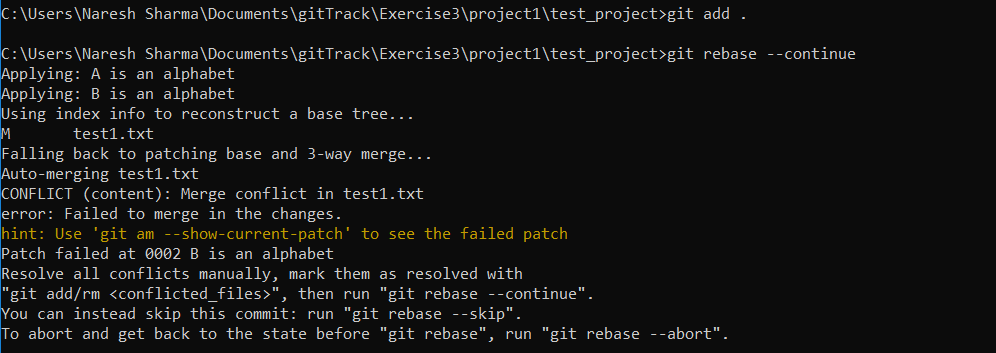 C:\Users\Naresh Sharma\Documents\gitTrack\Exercise3\project1\test_project>git add .
C:\Users\Naresh Sharma\Documents\gitTrack\Exercise3\project1\test_project>git rebase --continue
Applying: A is an alphabet
Applying: B is an alphabet
Using index info to reconstruct a base tree...
M       test1.txt
Falling back to patching base and 3-way merge...
Auto-merging test1.txt
CONFLICT (content): Merge conflict in test1.txt
error: Failed to merge in the changes.
hint: Use 'git am --show-current-patch' to see the failed patch
Patch failed at 0002 B is an alphabet
Resolve all conflicts manually, mark them as resolved with
"git add/rm <conflicted_files>", then run "git rebase --continue".
You can instead skip this commit: run "git rebase --skip".
To abort and get back to the state before "git rebase", run "git rebase --abort".